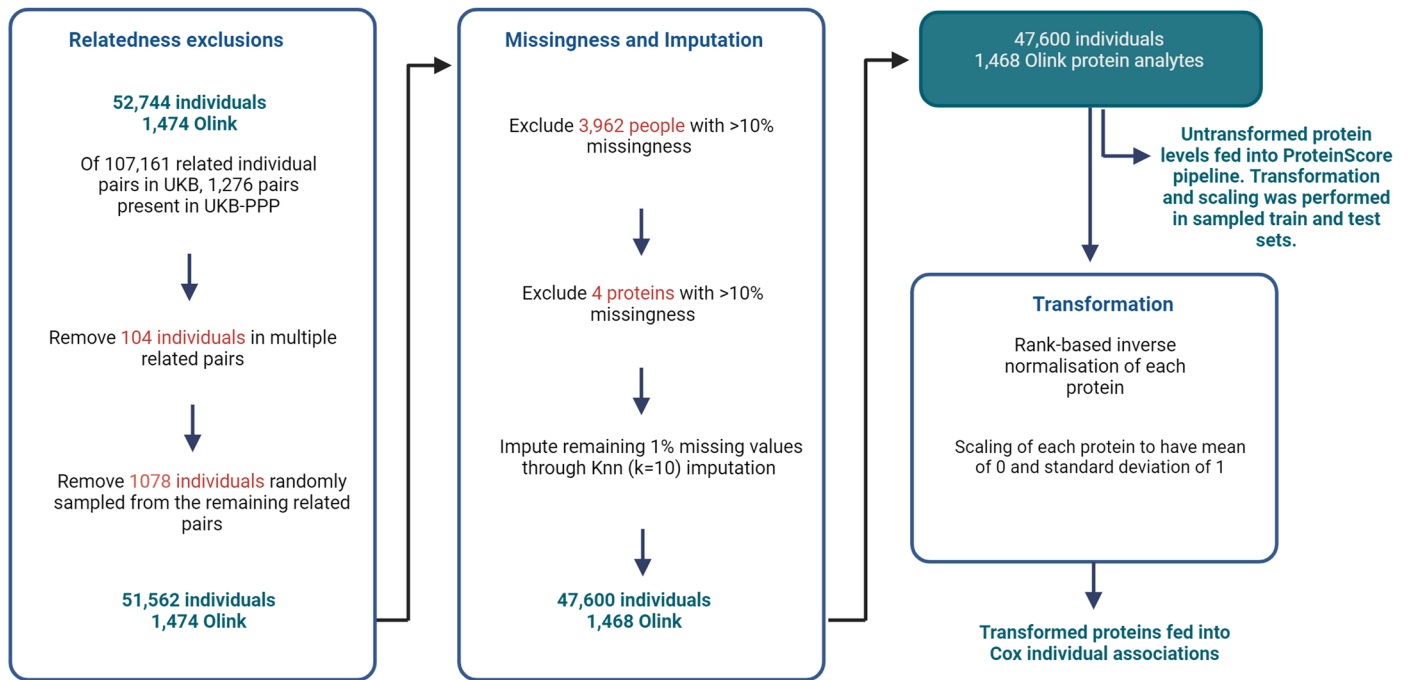 Relatedness exclusions
52,744 individuals
1,474 Olink
Of 107,161 related individual
pairs in UKB, 1,276 pairs
present in UKB-PPP
Remove 104 individuals in multiple
related pairs
Remove 1078 individuals randomly
sampled from the remaining related
pairs
51,562 individuals
1,474 Olink
Missingness and Imputation
Exclude 3,962 people with >10%
missingness
Exclude 4 proteins with >10%
missingness
Impute remaining 1% missing values
through Knn (k=10) imputation
47,600 individuals
1,468 Olink
47,600 individuals
1,468 Olink protein analytes
Untransformed protein
levels fed into ProteinScore
pipeline. Transformation
and scaling was performed
in sampled train and test
sets.
Transformation
Rank-based inverse
normalisation of each
protein
Scaling of each protein to have mean
of 0 and standard deviation of 1
Transformed proteins fed into
Cox individual associations